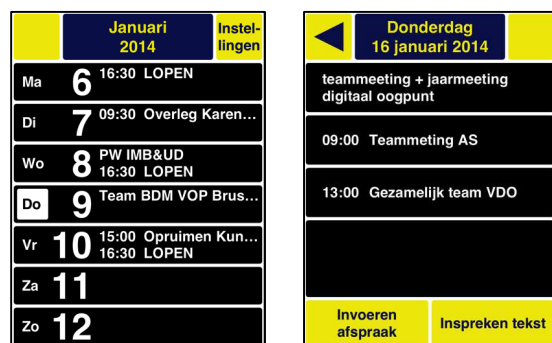 Januari
2014
Instel-
lingen
Ma 6 16:30 LOPEN
Di 7 09:30 Overleg Karen...
Wo 8 PW IMB&UD
16:30 LOPEN
Do 9 Team BDM VOP Brus...
Vr 10 15:00 Opruimen Kun...
16:30 LOPEN
Za 11
Zo 12
Donderdag
16 januari 2014
teammeeting + jaarmeeting
digitaal oogpunt
09:00 Teammeting AS
13:00 Gezamelijk team VDO
Invoeren
afspraak
Inspreken tekst